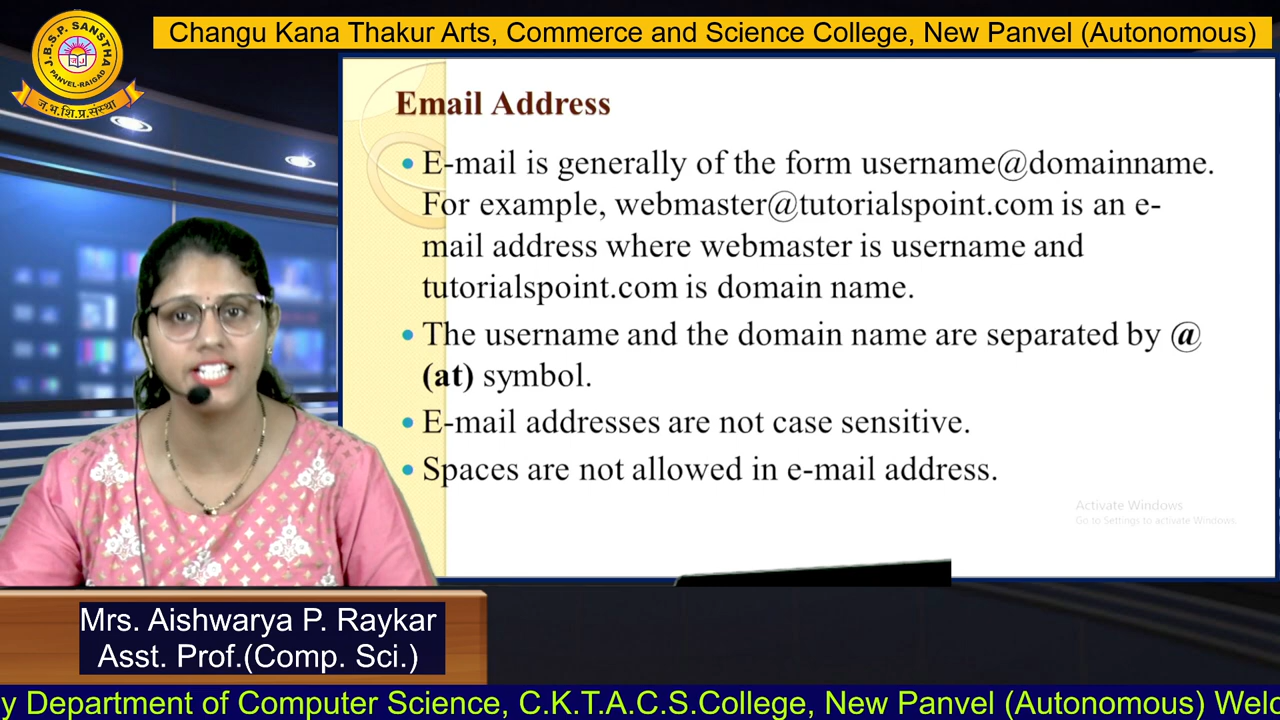 J.B.S.P. SANSTHA
PANVEL-RAIGAD
ज.भ.शि.प्र.संस्था
Changu Kana Thakur Arts, Commerce and Science College, New Panvel (Autonomous)
Email Address
• E-mail is generally of the form username@domainname.
For example, webmaster@tutorialspoint.com is an e-
mail address where webmaster is username and
tutorialspoint.com is domain name.
• The username and the domain name are separated by @
(at) symbol.
• E-mail addresses are not case sensitive.
• Spaces are not allowed in e-mail address.
Activate Windows
Go to Settings to activate Windows.
Mrs. Aishwarya P. Raykar
Asst. Prof.(Comp. Sci.)
y Department of Computer Science, C.K.T.A.C.S.College, New Panvel (Autonomous) Welc